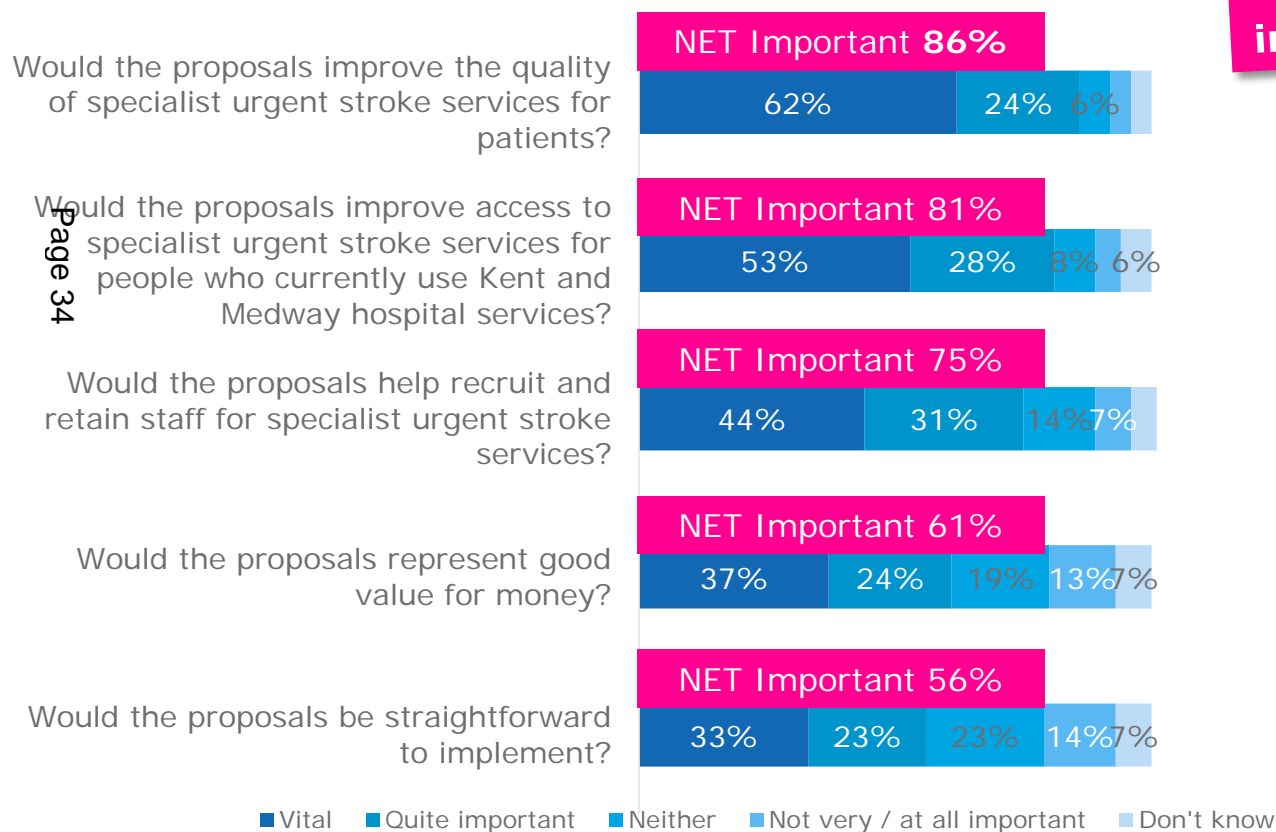 NET Important 86%
Would the proposals improve the quality
of specialist urgent stroke services for
patients?
62% 24% 6%
NET Important 81%
Would the proposals improve access to
specialist urgent stroke services for
people who currently use Kent and
Medway hospital services?
53% 28% 8% 6%
Page 34
NET Important 75%
Would the proposals help recruit and
retain staff for specialist urgent stroke
services?
44% 31% 14% 7%
NET Important 61%
Would the proposals represent good
value for money?
37% 24% 19% 13% 7%
NET Important 56%
Would the proposals be straightforward
to implement?
33% 23% 23% 14% 7%
Vital Quite important Neither Not very / at all important Don't know